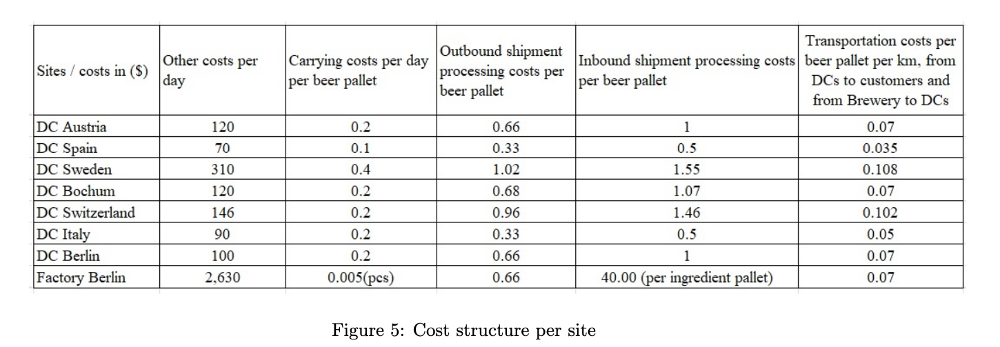 Sites / costs in ($)
Other costs per
day
Carrying costs per day
per beer pallet
Outbound shipment
processing costs per
beer pallet
Inbound shipment processing costs
per beer pallet
Transportation costs per
beer pallet per km, from
DCs to customers and
from Brewery to DCs
DC Austria 120 0.2 0.66 1 0.07
DC Spain 70 0.1 0.33 0.5 0.035
DC Sweden 310 0.4 1.02 1.55 0.108
DC Bochum 120 0.2 0.68 1.07 0.07
DC Switzerland 146 0.2 0.96 1.46 0.102
DC Italy 90 0.2 0.33 0.5 0.05
DC Berlin 100 0.2 0.66 1 0.07
Factory Berlin 2,630 0.005(pcs) 0.66 40.00 (per ingredient pallet) 0.07
Figure 5: Cost structure per site